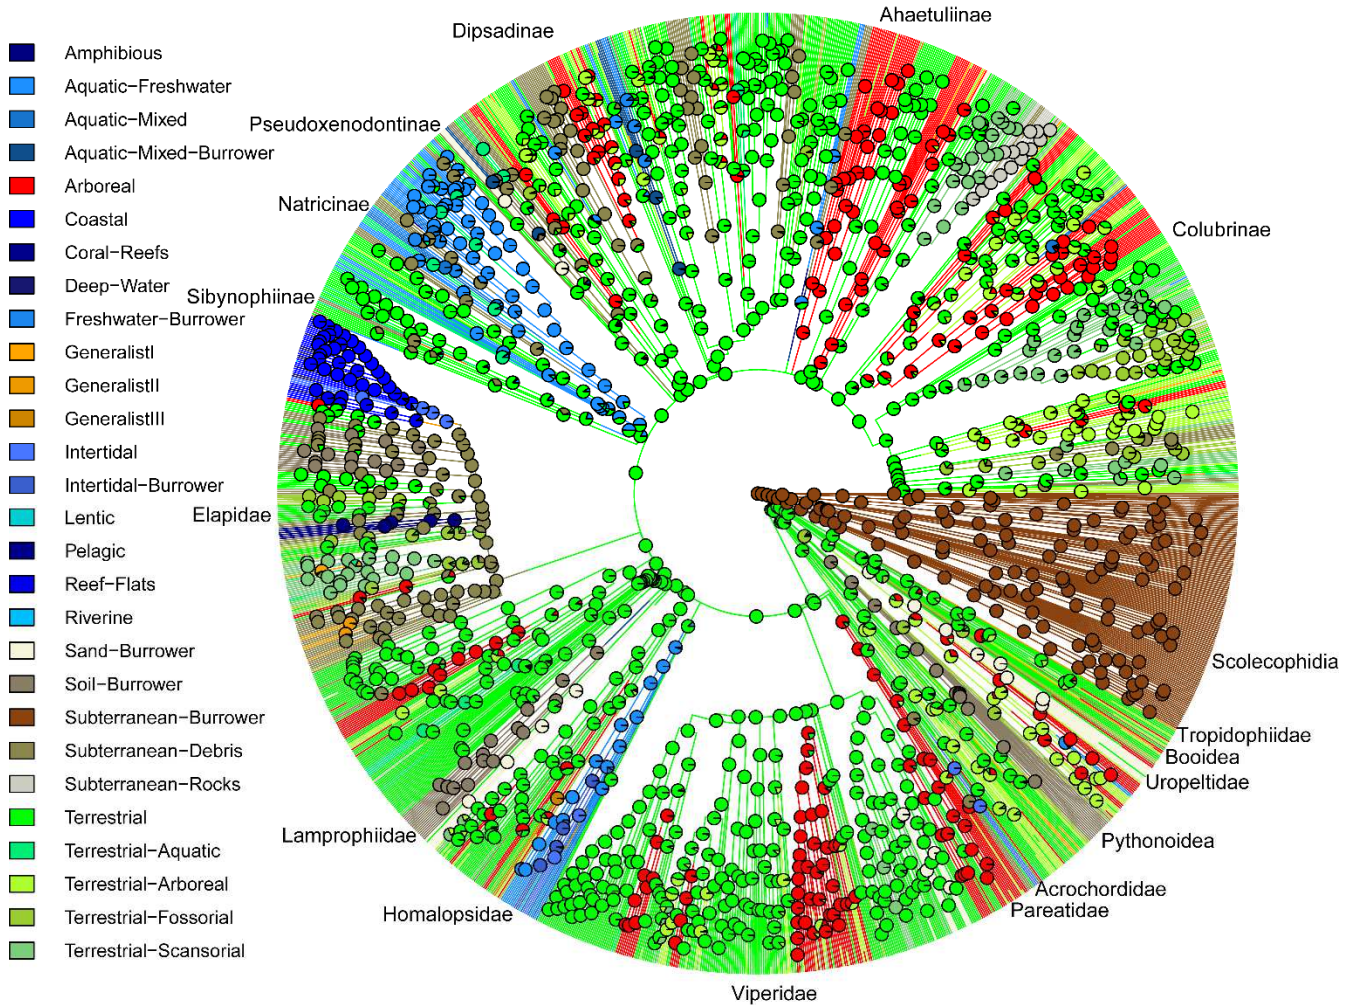 Amphibious
Aquatic−Freshwater
Aquatic−Mixed
Aquatic−Mixed−Burrower
Arboreal
Coastal
Coral−Reefs
Deep−Water
Freshwater−Burrower
GeneralistI
GeneralistII
GeneralistIII
Intertidal
Intertidal−Burrower
Lentic
Pelagic
Reef−Flats
Riverine
Sand−Burrower
Soil−Burrower
Subterranean−Burrower
Subterranean−Debris
Subterranean−Rocks
Terrestrial
Terrestrial−Aquatic
Terrestrial−Arboreal
Terrestrial−Fossorial
Terrestrial−Scansorial
Ahaetuliinae
Dipsadinae
Pseudoxenodontinae
Natricinae
Colubrinae
Sibynophiinae
Elapidae
Scolecophidia
Tropidophiidae
Booidea
Uropeltidae
Pythonoidea
Lamprophiidae
Acrochordidae
Pareatidae
Homalopsidae
Viperidae